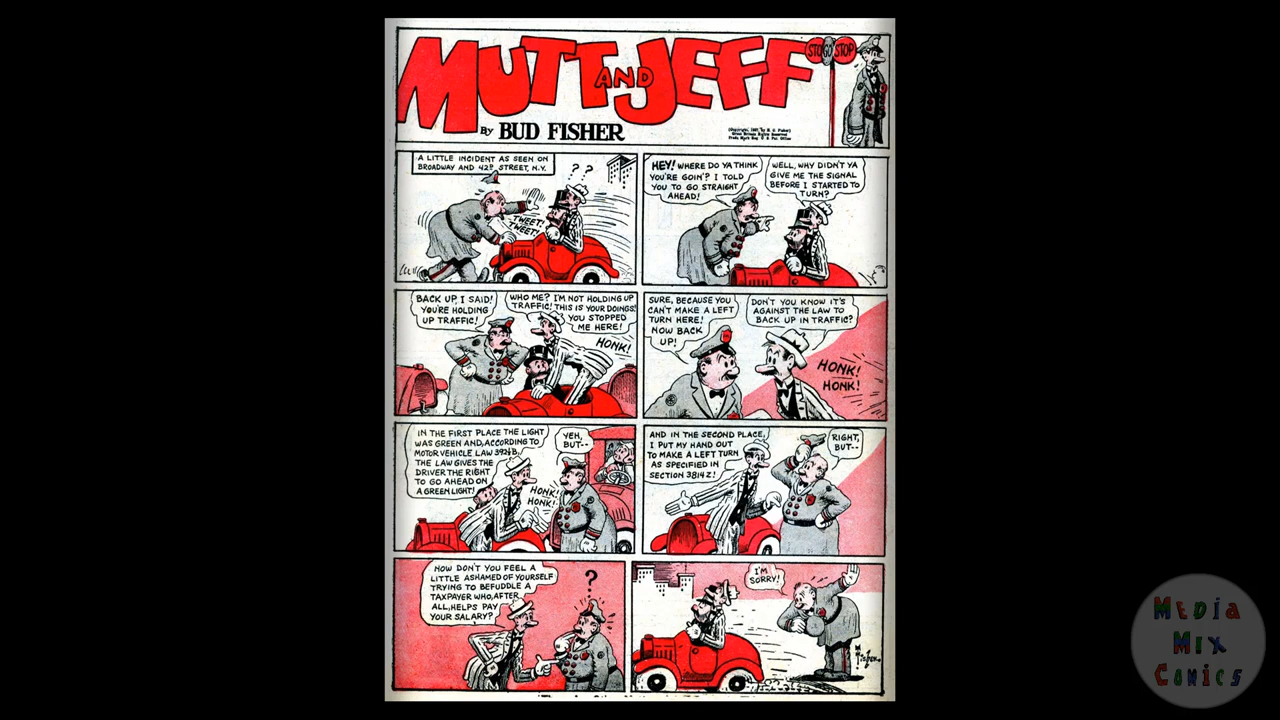 MUTT AND JEFF
STO GO STOP
By BUD FISHER
A LITTLE INCIDENT AS SEEN ON
BROADWAY AND 42ᴰ STREET, N.Y.
? ?
TWEET!
TWEET!
HEY! WHERE DO YA THINK
YOU'RE GOIN'? I TOLD
YOU TO GO STRAIGHT
AHEAD!
WELL, WHY DIDN'T YA
GIVE ME THE SIGNAL
BEFORE I STARTED TO
TURN?
BACK UP, I SAID!
YOU'RE HOLDING
UP TRAFFIC!
WHO ME? I'M NOT HOLDING UP
TRAFFIC! THIS IS YOUR DOINGS!
YOU STOPPED
ME HERE!
HONK!
SURE, BECAUSE YOU
CAN'T MAKE A LEFT
TURN HERE!
NOW BACK
UP!
DON'T YOU KNOW IT'S
AGAINST THE LAW TO
BACK UP IN TRAFFIC?
HONK!
HONK!
IN THE FIRST PLACE THE LIGHT
WAS GREEN AND, ACCORDING TO
MOTOR VEHICLE LAW 392½B,
THE LAW GIVES THE
DRIVER THE RIGHT
TO GO AHEAD ON
A GREEN LIGHT!
YEH,
BUT--
HONK!
HONK!
AND IN THE SECOND PLACE,
I PUT MY HAND OUT
TO MAKE A LEFT TURN
AS SPECIFIED IN
SECTION 3814 Z!
RIGHT,
BUT--
NOW DON'T YOU FEEL A
LITTLE ASHAMED OF YOURSELF
TRYING TO BEFUDDLE A
TAXPAYER WHO, AFTER
ALL, HELPS PAY
YOUR SALARY?
?
I'M
SORRY!
MEDiA
MiX
COMiCS